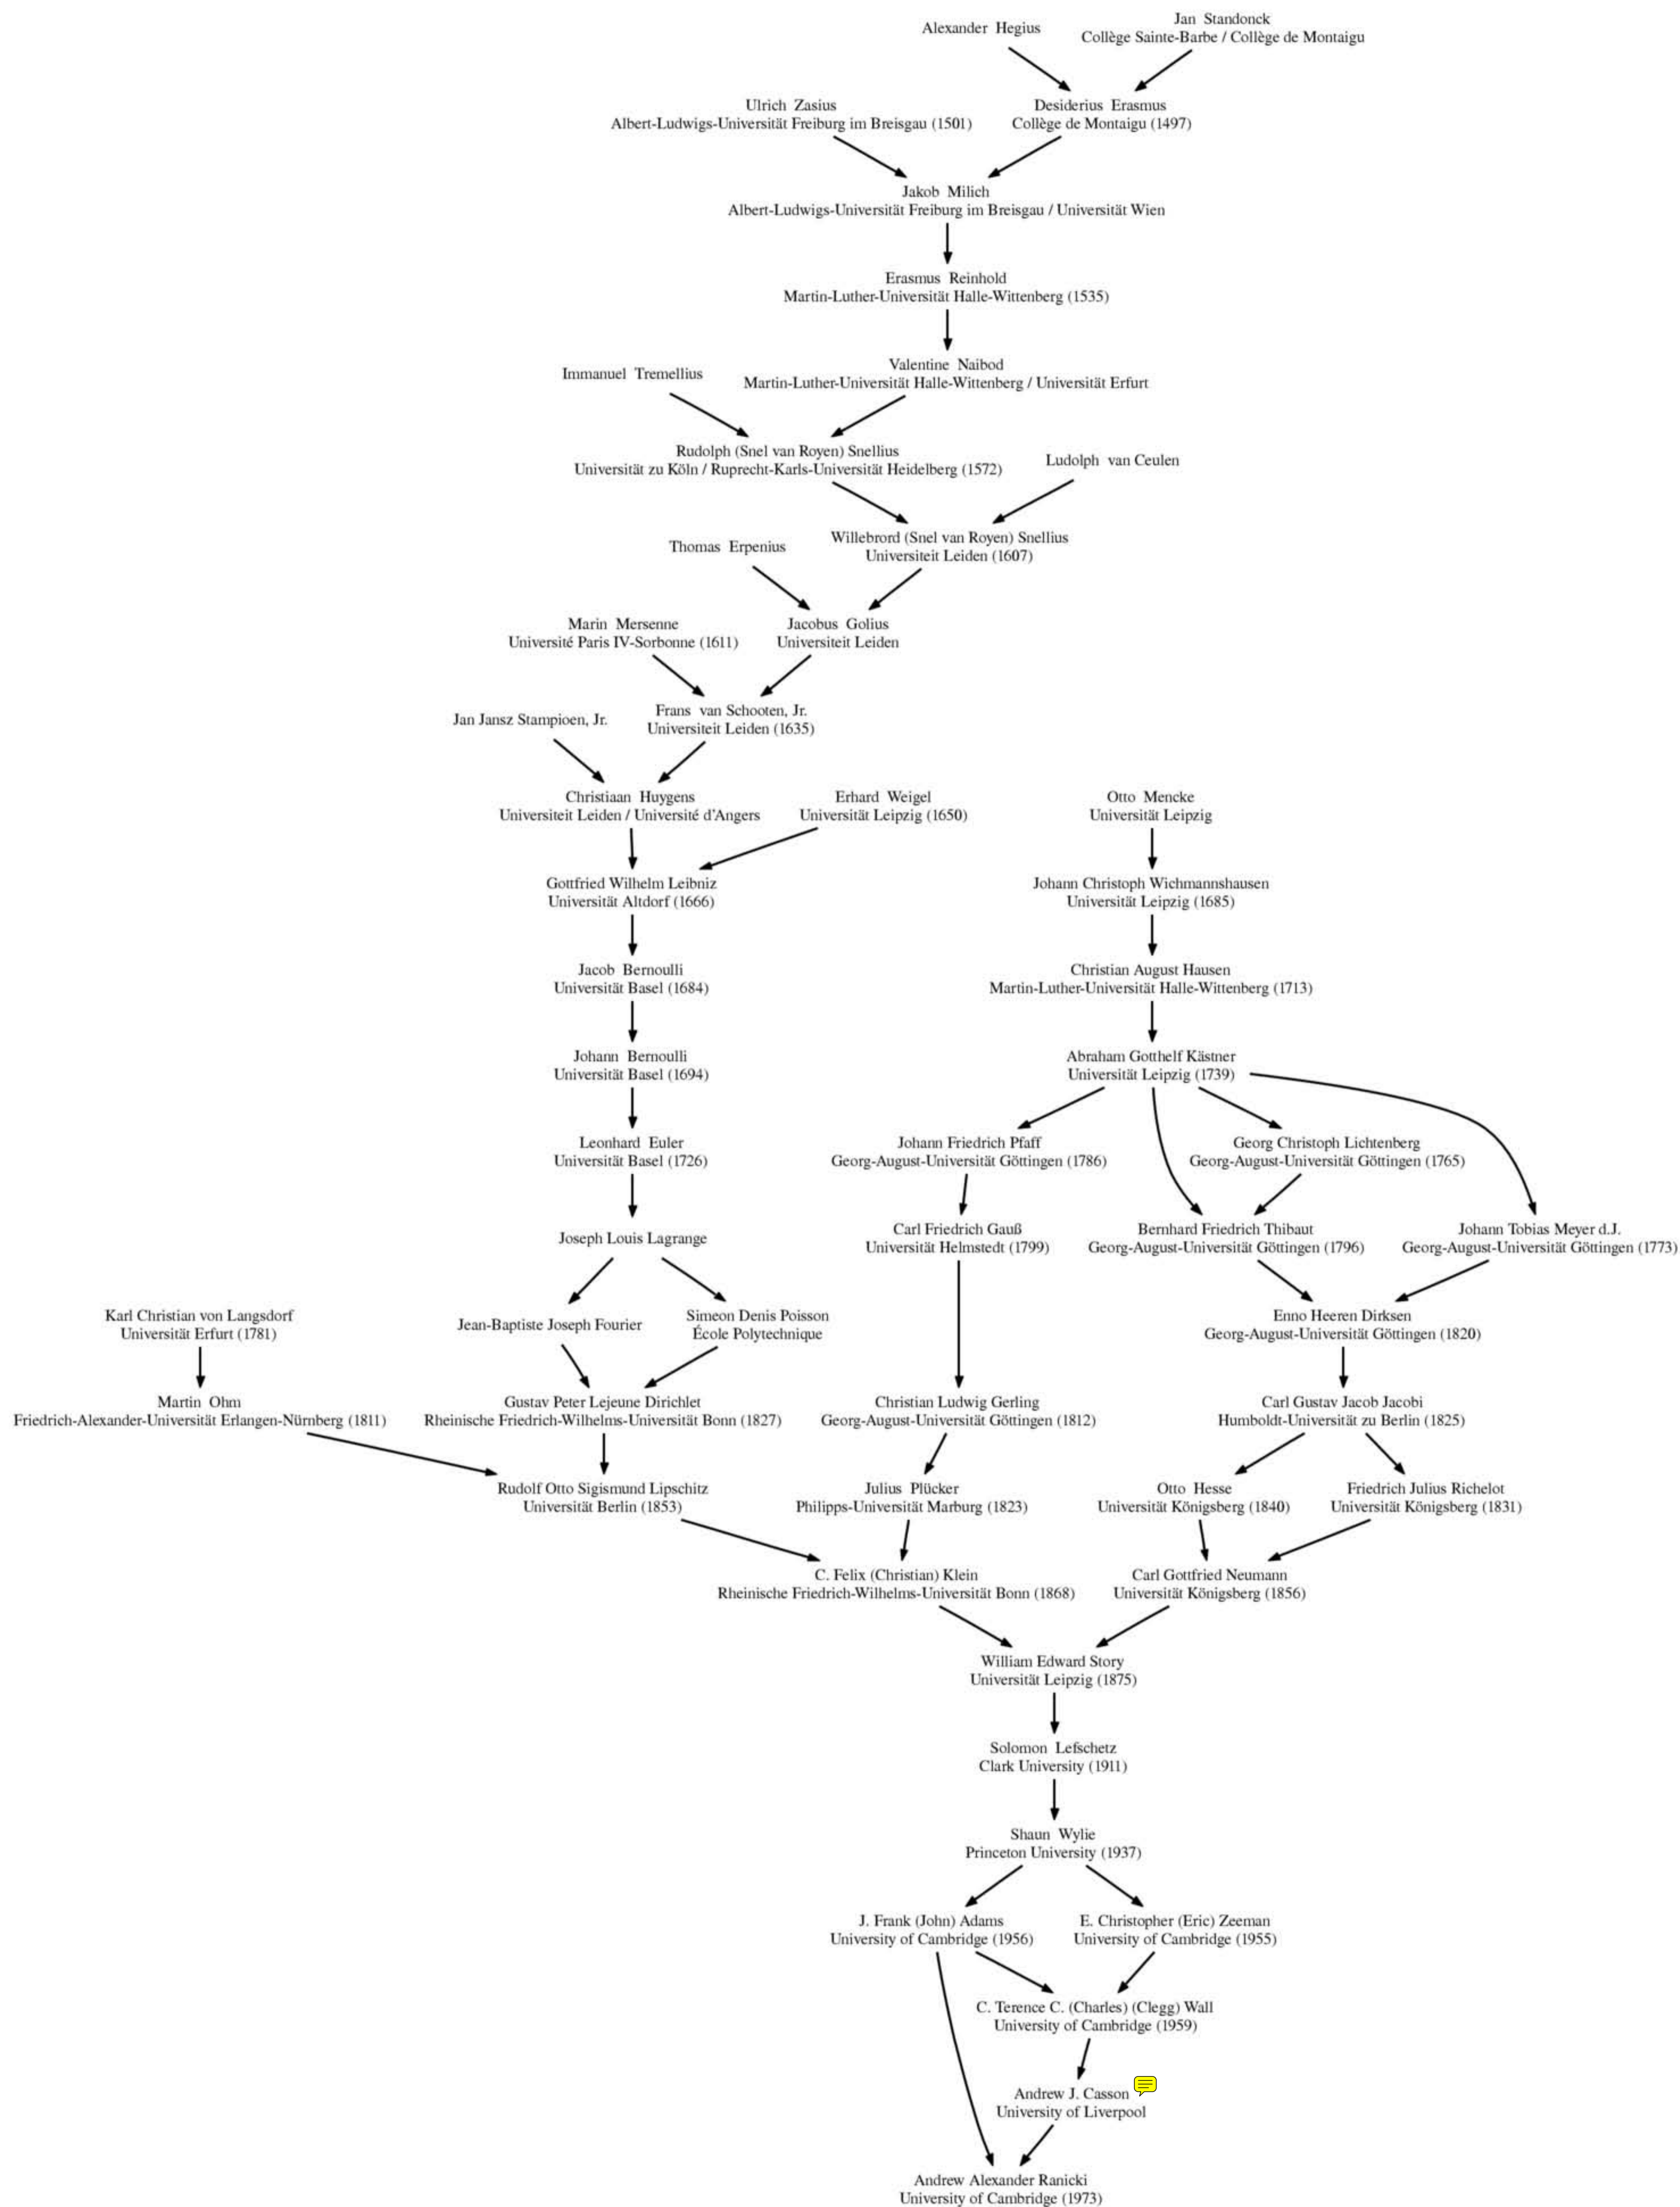 Alexander Hegius
Jan Standonck
Collège Sainte-Barbe / Collège de Montaigu
Ulrich Zasius
Albert-Ludwigs-Universität Freiburg im Breisgau (1501)
Desiderius Erasmus
Collège de Montaigu (1497)
Jakob Milich
Albert-Ludwigs-Universität Freiburg im Breisgau / Universität Wien
Erasmus Reinhold
Martin-Luther-Universität Halle-Wittenberg (1535)
Immanuel Tremellius
Valentine Naibod
Martin-Luther-Universität Halle-Wittenberg / Universität Erfurt
Rudolph (Snel van Royen) Snellius
Universität zu Köln / Ruprecht-Karls-Universität Heidelberg (1572)
Ludolph van Ceulen
Thomas Erpenius
Willebrord (Snel van Royen) Snellius
Universiteit Leiden (1607)
Marin Mersenne
Université Paris IV-Sorbonne (1611)
Jacobus Golius
Universiteit Leiden
Jan Jansz Stampioen, Jr.
Frans van Schooten, Jr.
Universiteit Leiden (1635)
Christiaan Huygens
Universiteit Leiden / Université d'Angers
Erhard Weigel
Universität Leipzig (1650)
Otto Mencke
Universität Leipzig
Gottfried Wilhelm Leibniz
Universität Altdorf (1666)
Johann Christoph Wichmannshausen
Universität Leipzig (1685)
Jacob Bernoulli
Universität Basel (1684)
Christian August Hausen
Martin-Luther-Universität Halle-Wittenberg (1713)
Johann Bernoulli
Universität Basel (1694)
Abraham Gotthelf Kästner
Universität Leipzig (1739)
Leonhard Euler
Universität Basel (1726)
Johann Friedrich Pfaff
Georg-August-Universität Göttingen (1786)
Georg Christoph Lichtenberg
Georg-August-Universität Göttingen (1765)
Joseph Louis Lagrange
Carl Friedrich Gauß
Universität Helmstedt (1799)
Bernhard Friedrich Thibaut
Georg-August-Universität Göttingen (1796)
Johann Tobias Meyer d.J.
Georg-August-Universität Göttingen (1773)
Karl Christian von Langsdorf
Universität Erfurt (1781)
Jean-Baptiste Joseph Fourier
Simeon Denis Poisson
École Polytechnique
Enno Heeren Dirksen
Georg-August-Universität Göttingen (1820)
Martin Ohm
Friedrich-Alexander-Universität Erlangen-Nürnberg (1811)
Gustav Peter Lejeune Dirichlet
Rheinische Friedrich-Wilhelms-Universität Bonn (1827)
Christian Ludwig Gerling
Georg-August-Universität Göttingen (1812)
Carl Gustav Jacob Jacobi
Humboldt-Universität zu Berlin (1825)
Rudolf Otto Sigismund Lipschitz
Universität Berlin (1853)
Julius Plücker
Philipps-Universität Marburg (1823)
Otto Hesse
Universität Königsberg (1840)
Friedrich Julius Richelot
Universität Königsberg (1831)
C. Felix (Christian) Klein
Rheinische Friedrich-Wilhelms-Universität Bonn (1868)
Carl Gottfried Neumann
Universität Königsberg (1856)
William Edward Story
Universität Leipzig (1875)
Solomon Lefschetz
Clark University (1911)
Shaun Wylie
Princeton University (1937)
J. Frank (John) Adams
University of Cambridge (1956)
E. Christopher (Eric) Zeeman
University of Cambridge (1955)
C. Terence C. (Charles) (Clegg) Wall
University of Cambridge (1959)
Andrew J. Casson
University of Liverpool
Andrew Alexander Ranicki
University of Cambridge (1973)